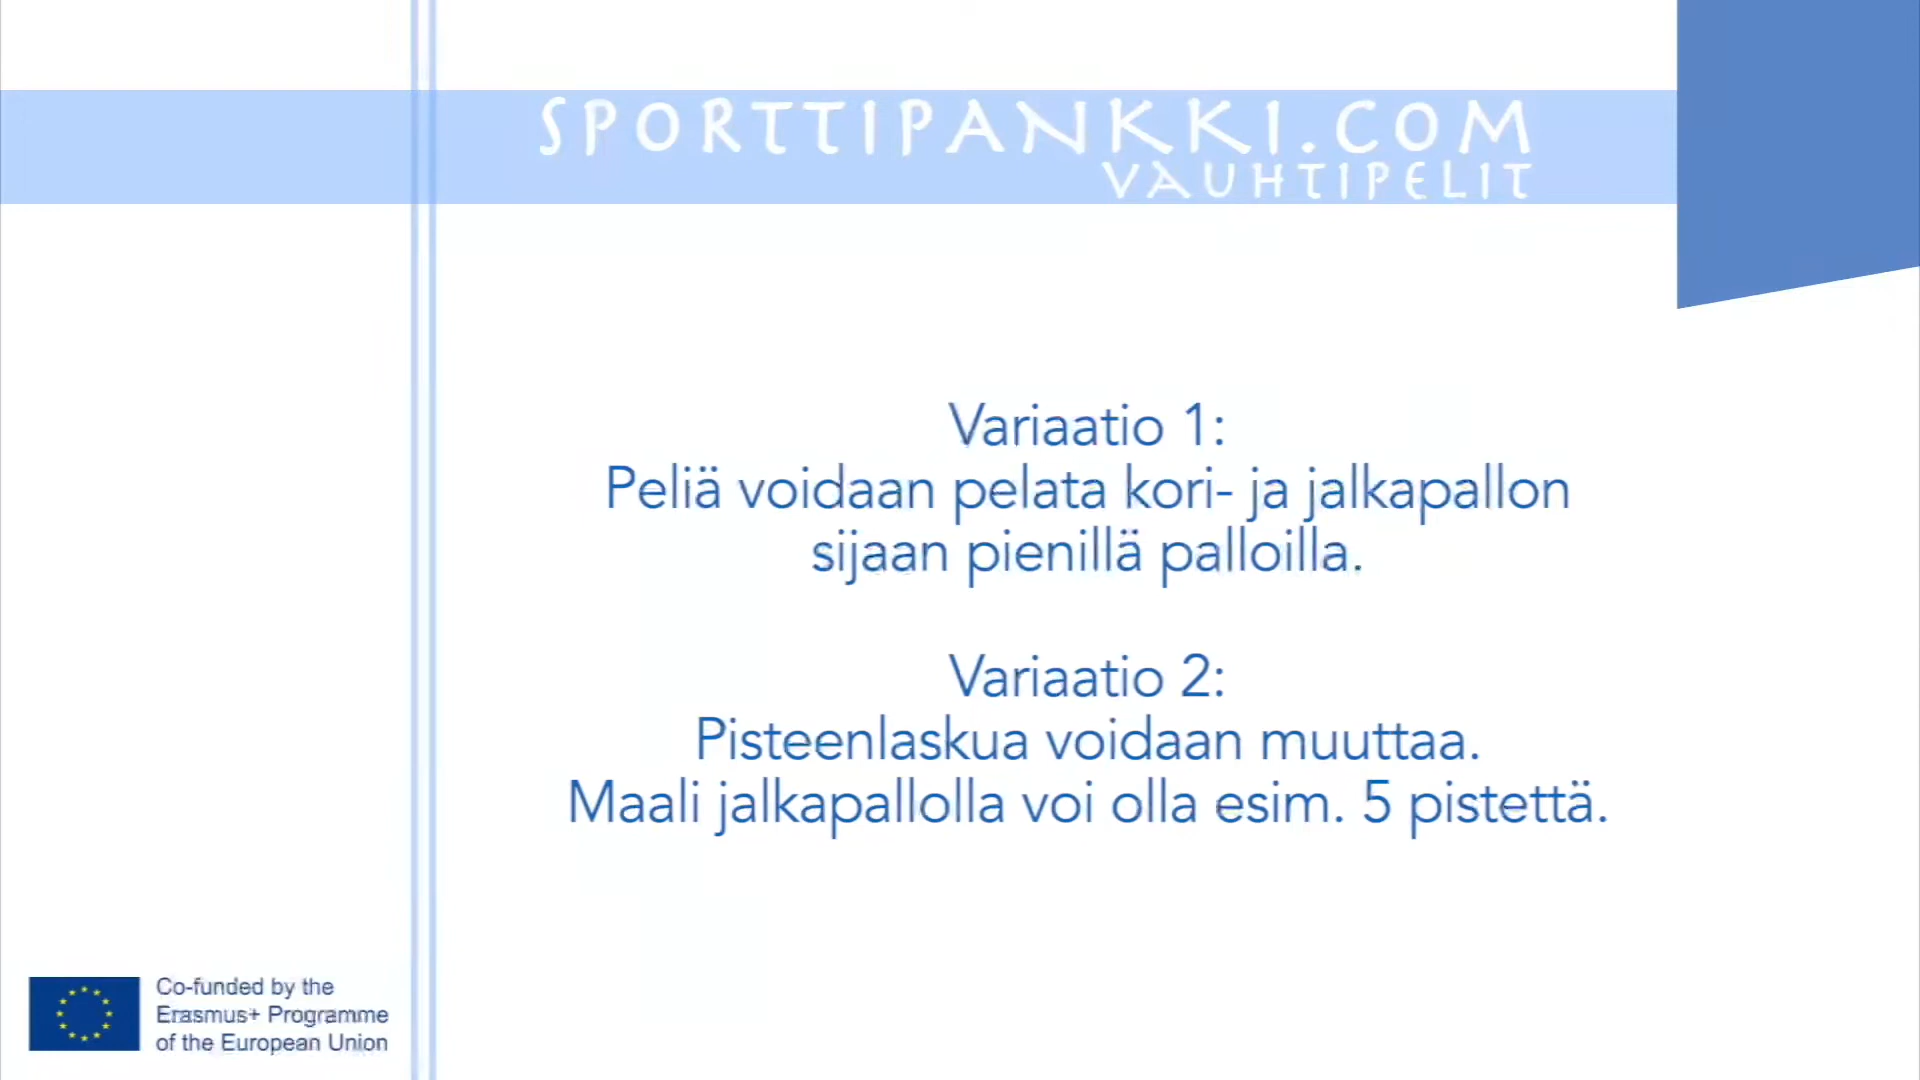 SPORTTIPANKKI.COM
VAUHTIPELIT
Variaatio 1:
Peliä voidaan pelata kori- ja jalkapallon
sijaan pienillä palloilla.
Variaatio 2:
Pisteenlaskua voidaan muuttaa.
Maali jalkapallolla voi olla esim. 5 pistettä.
Co-funded by the
Erasmus+ Programme
of the European Union